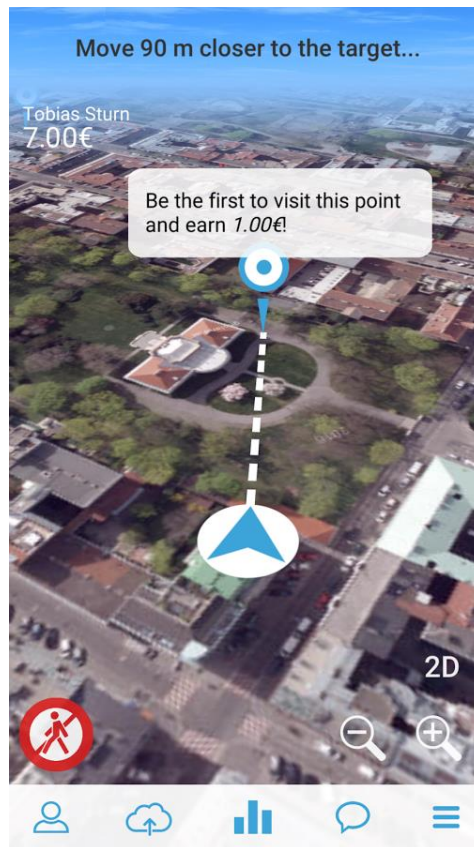 Move 90 m closer to the target...
Tobias Sturn
7.00€
Be the first to visit this point
and earn 1.00€!
2D